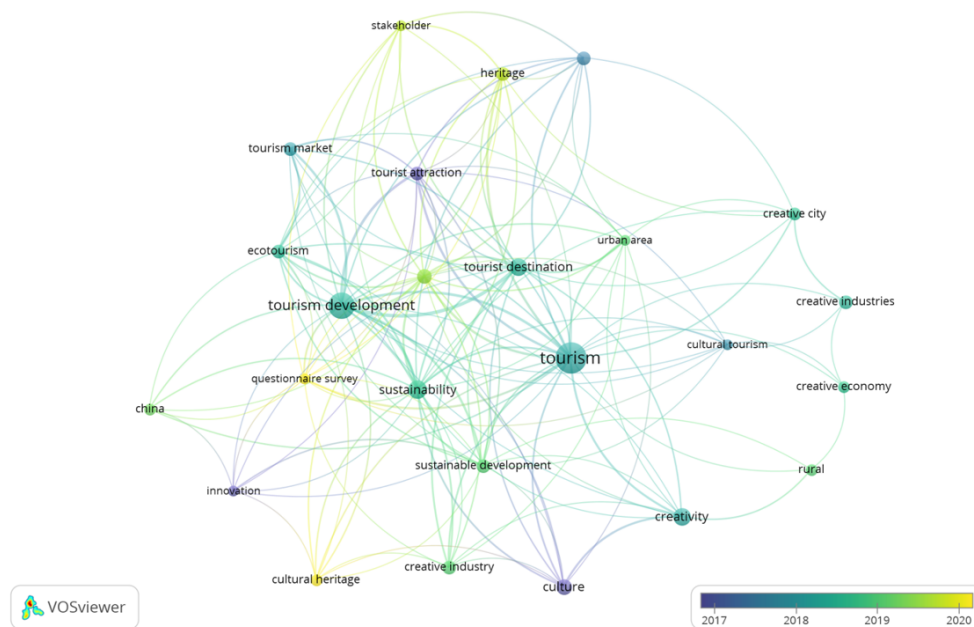 stakeholder
heritage
tourism market
tourist attraction
creative city
urban area
ecotourism
tourist destination
tourism development
creative industries
cultural tourism
tourism
questionnaire survey
sustainability
creative economy
china
sustainable development
rural
innovation
creativity
creative industry
cultural heritage
culture
VOSviewer
2017 2018 2019 2020